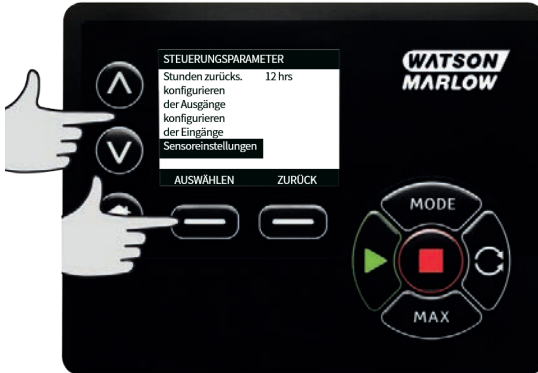 STEUERUNGSPARAMETER
Stunden zurücks. 12 hrs
konfigurieren
der Ausgänge
konfigurieren
der Eingänge
Sensoreinstellungen
AUSWÄHLEN ZURÜCK
WATSON
MARLOW
MODE
MAX